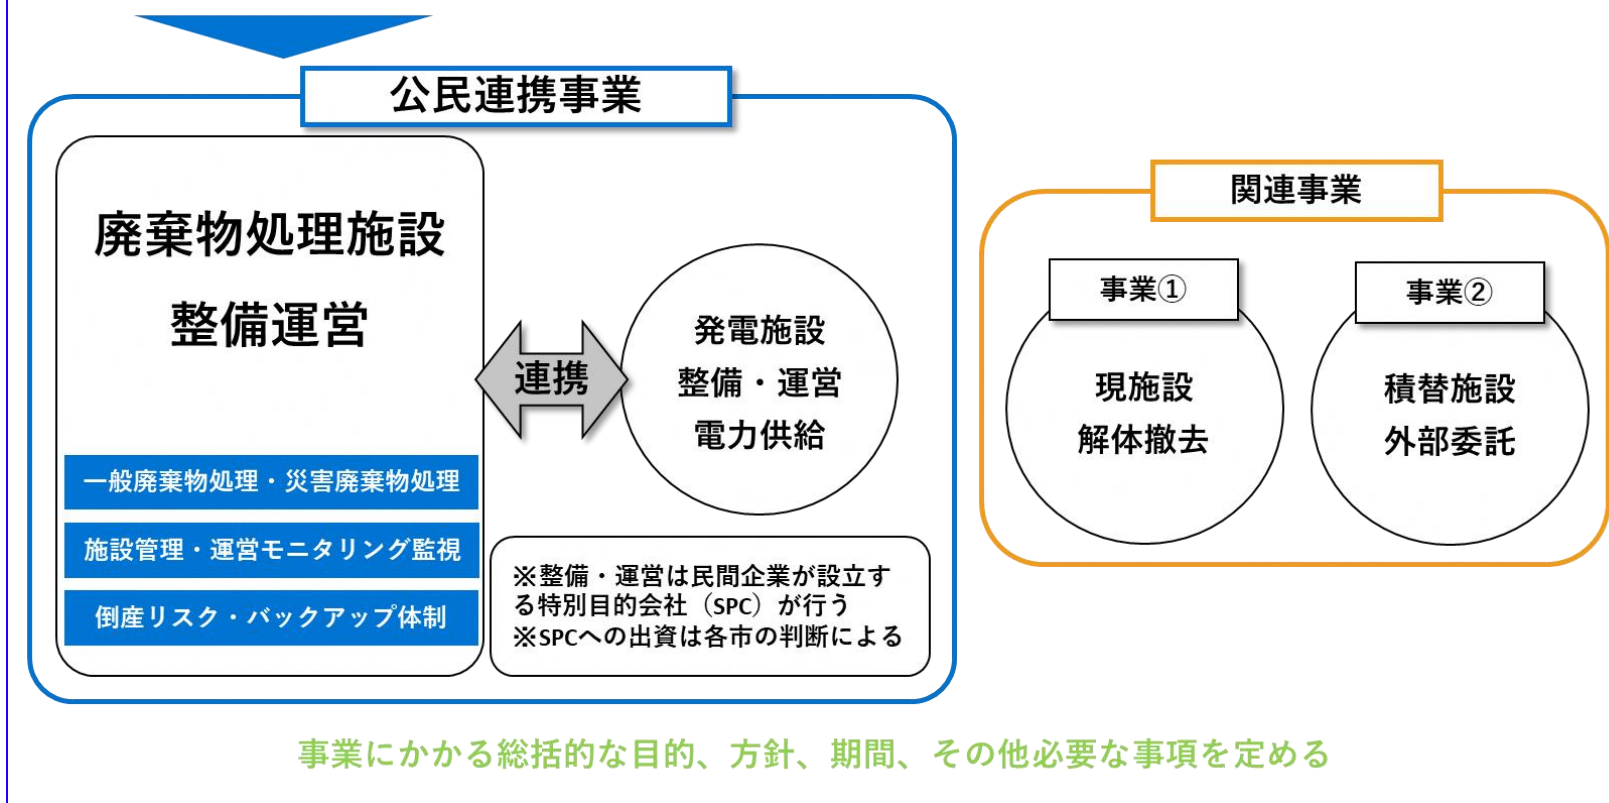 公民連携事業
廃棄物処理施設
整備運営
一般廃棄物処理・災害廃棄物処理
施設管理・運営モニタリング監視
倒産リスク・バックアップ体制
連携
発電施設
整備・運営
電力供給
※整備・運営は民間企業が設立す
る特別目的会社（SPC）が行う
※SPCへの出資は各市の判断による
関連事業
事業①
現施設
解体撤去
事業②
積替施設
外部委託
事業にかかる総括的な目的、方針、期間、その他必要な事項を定める